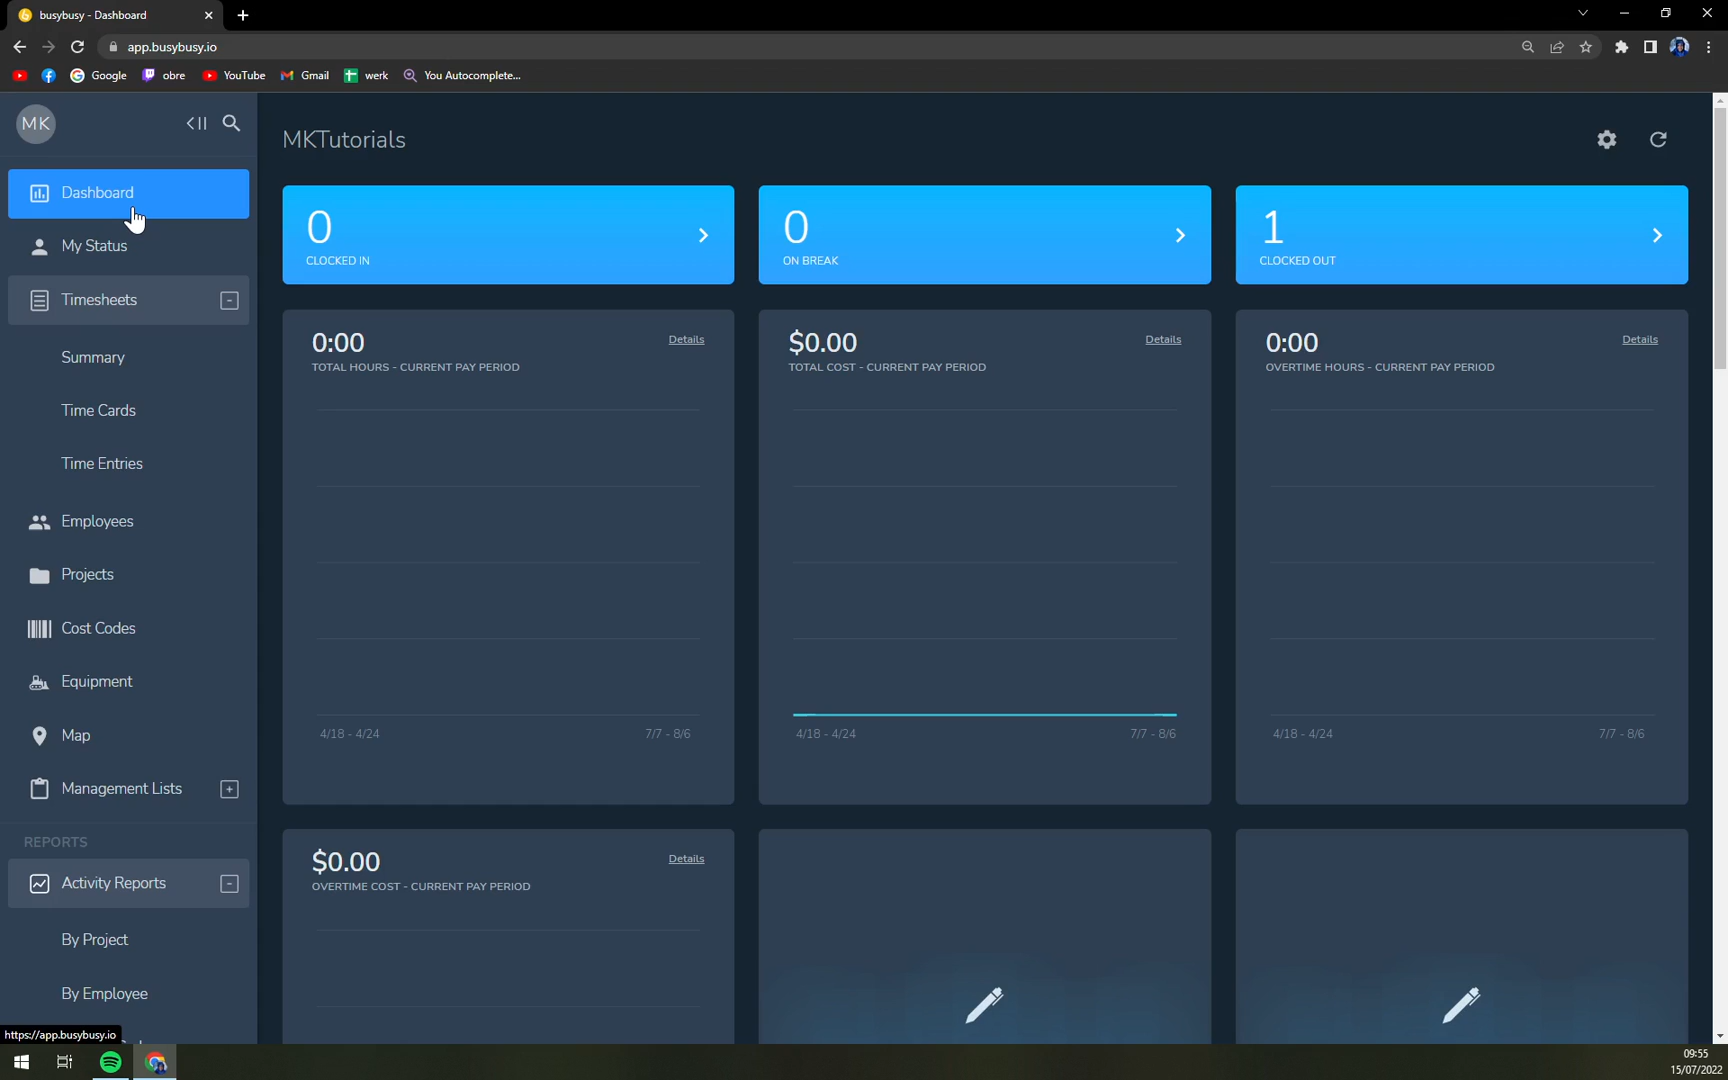 busybusy - Dashboard
app.busybusy.io
Google
obre
YouTube
Gmail
werk
You Autocomplete...
MK
MKTutorials
Dashboard
My Status
Timesheets
Summary
Time Cards
Time Entries
Employees
Projects
Cost Codes
Equipment
Map
Management Lists
REPORTS
Activity Reports
By Project
By Employee
0
CLOCKED IN
0
ON BREAK
1
CLOCKED OUT
0:00
Details
TOTAL HOURS - CURRENT PAY PERIOD
4/18 - 4/24
7/7 - 8/6
$0.00
Details
TOTAL COST - CURRENT PAY PERIOD
4/18 - 4/24
7/7 - 8/6
0:00
Details
OVERTIME HOURS - CURRENT PAY PERIOD
4/18 - 4/24
7/7 - 8/6
$0.00
Details
OVERTIME COST - CURRENT PAY PERIOD
https://app.busybusy.io
09:55
15/07/2022